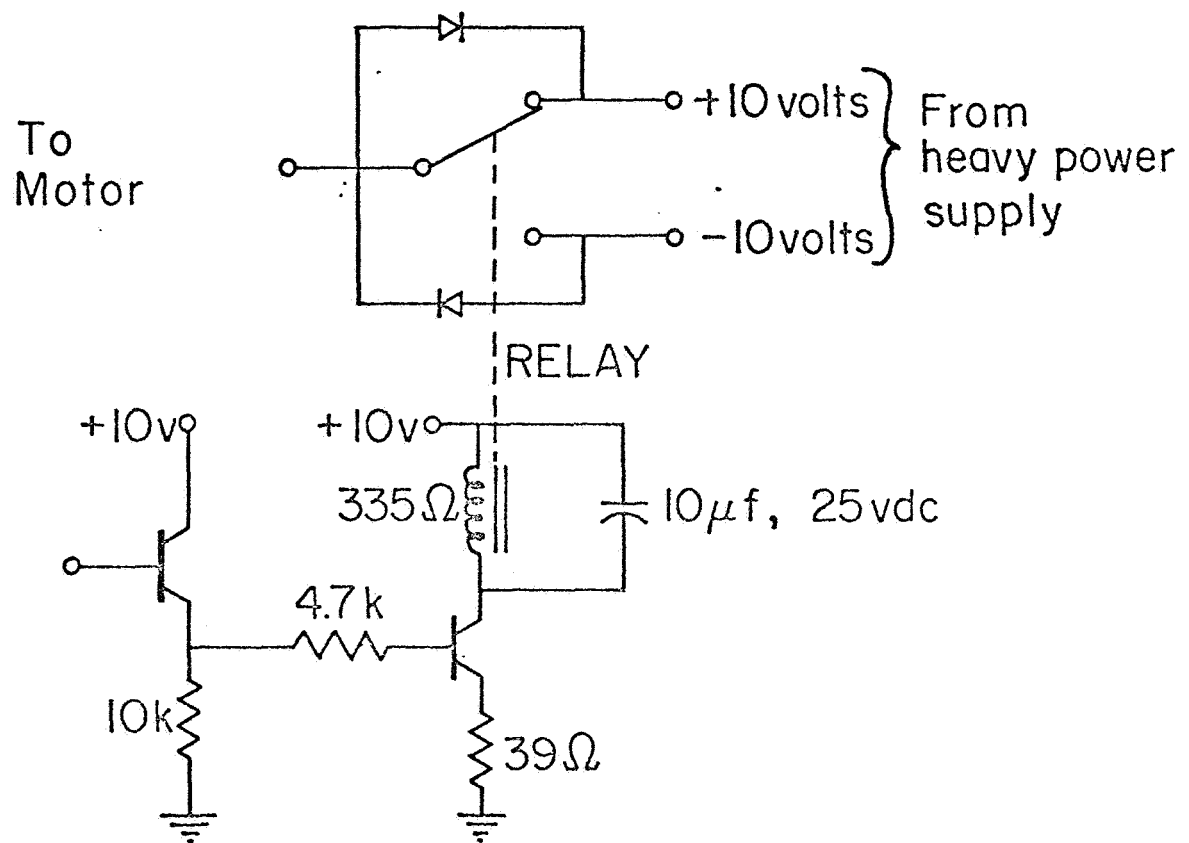 To
Motor
+10 volts
-10 volts
From
heavy power
supply
RELAY
+10v
+10v
335Ω
10μf, 25vdc
4.7k
10k
39Ω